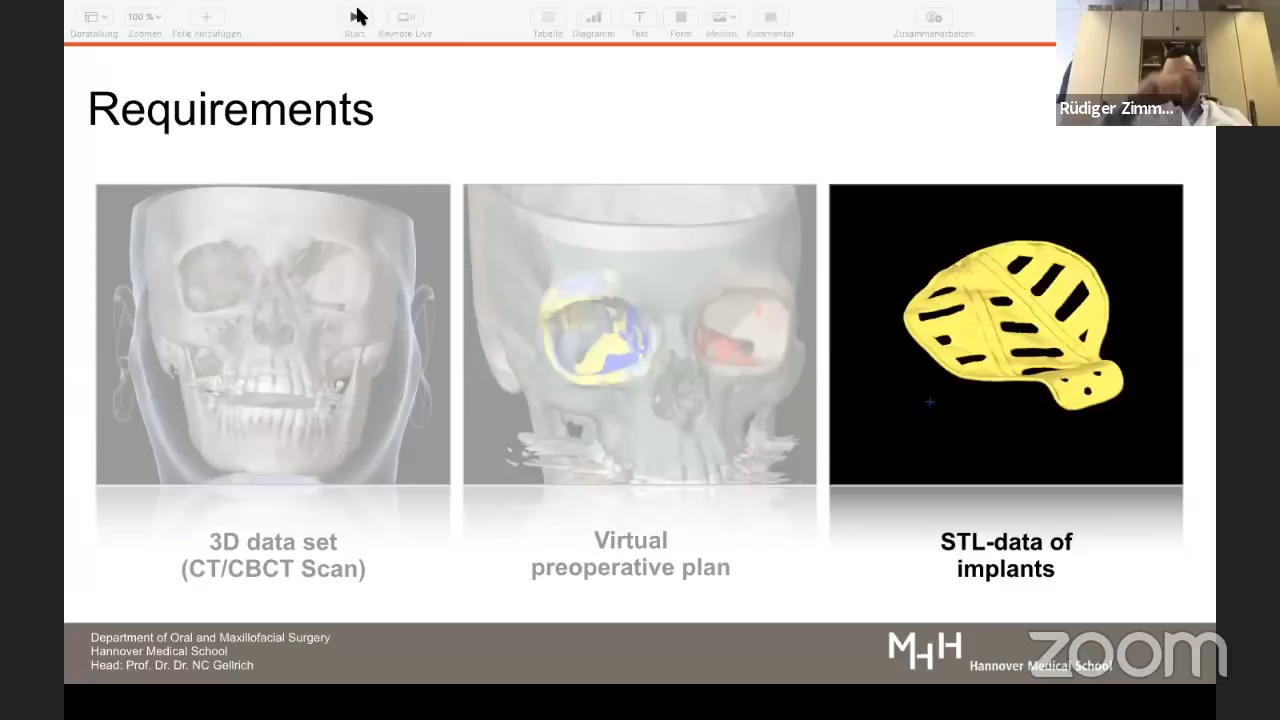 Darstallung
100 %
Zoomen
Folie hinzufügen
Start
Keynote Live
Tabelle
Diagramm
Text
Form
Medien
Kommentar
Zusammenarbeiten
Rüdiger Zimm...
Requirements
3D data set
(CT/CBCT Scan)
Virtual
preoperative plan
STL-data of
implants
Department of Oral and Maxillofacial Surgery
Hannover Medical School
Head: Prof. Dr. Dr. NC Gellrich
MHH
Hannover Medical School
zoom